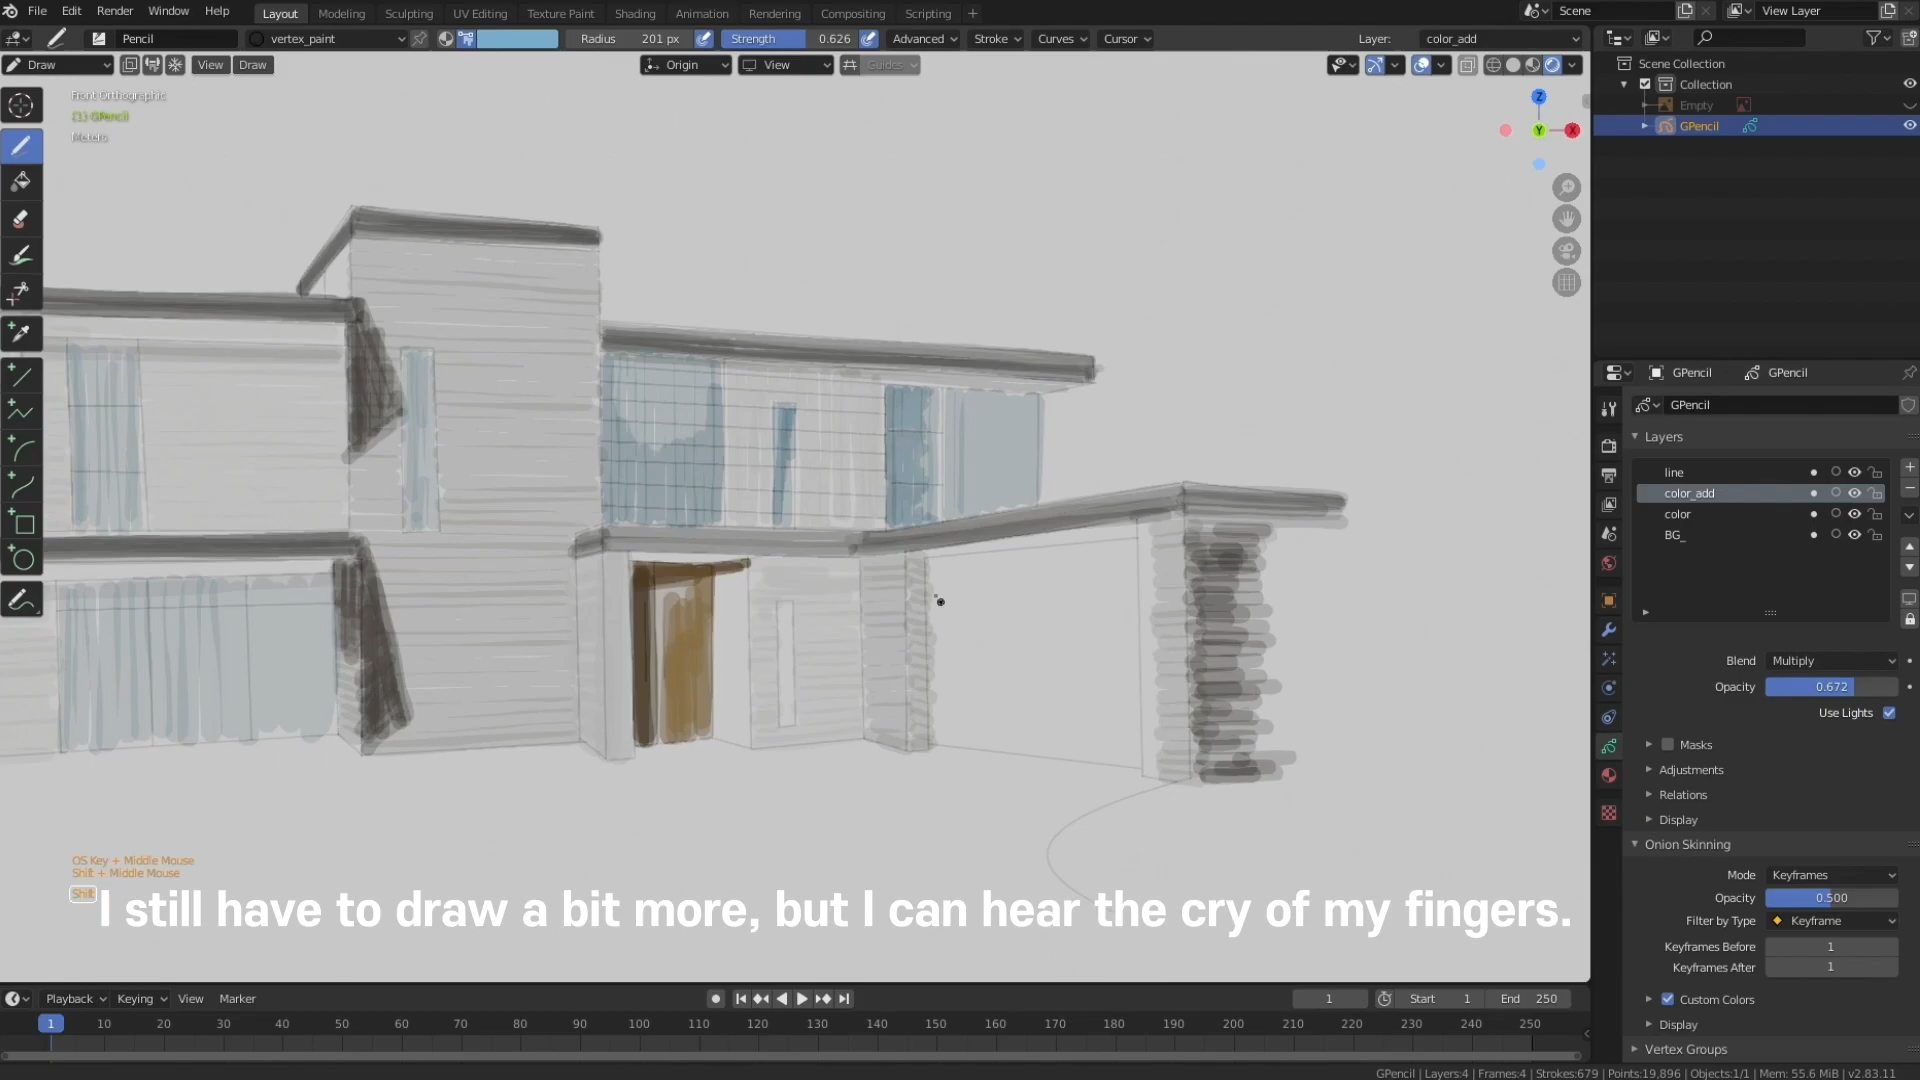 File Edit Render Window Help Layout Modeling Sculpting UV Editing Texture Paint Shading Animation Rendering Compositing Scripting + Scene View Layer
Pencil vertex_paint Radius 201 px Strength 0.626 Advanced Stroke Curves Cursor Layer: color_add
Draw View Draw Origin View Guides
Scene Collection
Collection
Empty
GPencil
Front Orthographic
(1) GPencil
Meters
Z
Y
X
GPencil GPencil
GPencil
Layers
line
color_add
color
BG_
Blend Multiply
Opacity 0.672
Use Lights
Masks
Adjustments
Relations
Display
Onion Skinning
Mode Keyframes
Opacity 0.500
Filter by Type Keyframe
Keyframes Before 1
Keyframes After 1
Custom Colors
Display
Vertex Groups
OS Key + Middle Mouse
Shift + Middle Mouse
Shift
I still have to draw a bit more, but I can hear the cry of my fingers.
Playback Keying View Marker 1 Start 1 End 250
1 10 20 30 40 50 60 70 80 90 100 110 120 130 140 150 160 170 180 190 200 210 220 230 240 250
GPencil | Layers:4 | Frames:4 | Strokes:679 | Points:19,896 | Objects:1/1 | Mem: 55.6 MiB | v2.83.11